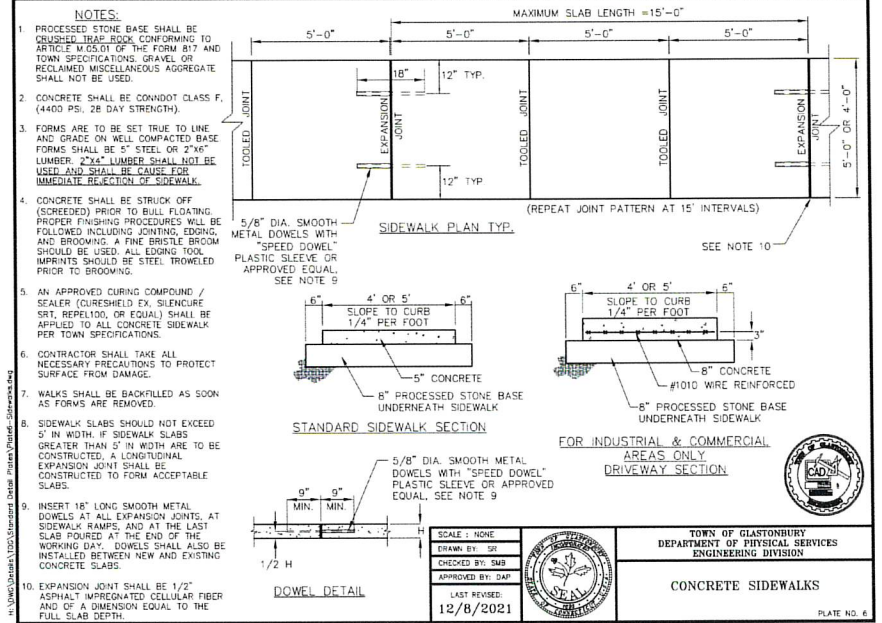 NOTES:
1. PROCESSED STONE BASE SHALL BE
CRUSHED TRAP ROCK CONFORMING TO
ARTICLE M.05.01 OF THE FORM 817 AND
TOWN SPECIFICATIONS. GRAVEL OR
RECLAIMED MISCELLANEOUS AGGREGATE
SHALL NOT BE USED.
2. CONCRETE SHALL BE CONNDOT CLASS F,
(4400 PSI, 28 DAY STRENGTH).
3. FORMS ARE TO BE SET TRUE TO LINE
AND GRADE ON WELL COMPACTED BASE
FORMS SHALL BE 5" STEEL OR 2"X6"
LUMBER. 2"X4" LUMBER SHALL NOT BE
USED AND SHALL BE CAUSE FOR
IMMEDIATE REJECTION OF SIDEWALK.
4. CONCRETE SHALL BE STRUCK OFF
(SCREEDED) PRIOR TO BULL FLOATING.
PROPER FINISHING PROCEDURES WILL BE
FOLLOWED INCLUDING JOINTING, EDGING,
AND BROOMING. A FINE BRISTLE BROOM
SHOULD BE USED. ALL EDGING TOOL
IMPRINTS SHOULD BE STEEL TROWELED
PRIOR TO BROOMING.
5. AN APPROVED CURING COMPOUND /
SEALER (CURESHIELD EX, SILENCURE
SRT, REPEL100, OR EQUAL) SHALL BE
APPLIED TO ALL CONCRETE SIDEWALK
PER TOWN SPECIFICATIONS.
6. CONTRACTOR SHALL TAKE ALL
NECESSARY PRECAUTIONS TO PROTECT
SURFACE FROM DAMAGE.
7. WALKS SHALL BE BACKFILLED AS SOON
AS FORMS ARE REMOVED.
8. SIDEWALK SLABS SHOULD NOT EXCEED
5' IN WIDTH. IF SIDEWALK SLABS
GREATER THAN 5' IN WIDTH ARE TO BE
CONSTRUCTED, A LONGITUDINAL
EXPANSION JOINT SHALL BE
CONSTRUCTED TO FORM ACCEPTABLE
SLABS.
9. INSERT 18" LONG SMOOTH METAL
DOWELS AT ALL EXPANSION JOINTS, AT
SIDEWALK RAMPS, AND AT THE LAST
SLAB POURED AT THE END OF THE
WORKING DAY. DOWELS SHALL ALSO BE
INSTALLED BETWEEN NEW AND EXISTING
CONCRETE SLABS.
10. EXPANSION JOINT SHALL BE 1/2"
ASPHALT IMPREGNATED CELLULAR FIBER
AND OF A DIMENSION EQUAL TO THE
FULL SLAB DEPTH.
MAXIMUM SLAB LENGTH =15'-0"
5'-0"
5'-0"
5'-0"
5'-0"
18"
12" TYP.
TOOLED JOINT
EXPANSION
JOINT
TOOLED JOINT
TOOLED JOINT
EXPANSION
JOINT
5'-0" OR 4'-0"
12" TYP
(REPEAT JOINT PATTERN AT 15' INTERVALS)
SIDEWALK PLAN TYP.
SEE NOTE 10
5/8" DIA. SMOOTH
METAL DOWELS WITH
"SPEED DOWEL"
PLASTIC SLEEVE OR
APPROVED EQUAL,
SEE NOTE 9
6"
4' OR 5'
6"
SLOPE TO CURB
1/4" PER FOOT
5" CONCRETE
8" PROCESSED STONE BASE
UNDERNEATH SIDEWALK
STANDARD SIDEWALK SECTION
6"
4' OR 5'
6"
SLOPE TO CURB
1/4" PER FOOT
3"
8" CONCRETE
#1010 WIRE REINFORCED
8" PROCESSED STONE BASE
UNDERNEATH SIDEWALK
FOR INDUSTRIAL & COMMERCIAL
AREAS ONLY
DRIVEWAY SECTION
5/8" DIA. SMOOTH METAL
DOWELS WITH "SPEED DOWEL"
PLASTIC SLEEVE OR APPROVED
EQUAL, SEE NOTE 9
9"
MIN.
9"
MIN.
H
1/2 H
DOWEL DETAIL
TOWN OF GLASTONBURY
CAD
SCALE : NONE
DRAWN BY: SR
CHECKED BY: SMB
APPROVED BY: DAP
LAST REVISED:
12/8/2021
SEAL
TOWN OF GLASTONBURY
DEPARTMENT OF PHYSICAL SERVICES
ENGINEERING DIVISION
CONCRETE SIDEWALKS
PLATE NO. 6
H:\DWG\Details\TOG\Standard Detail Plates\Plate6-Sidewalks.dwg